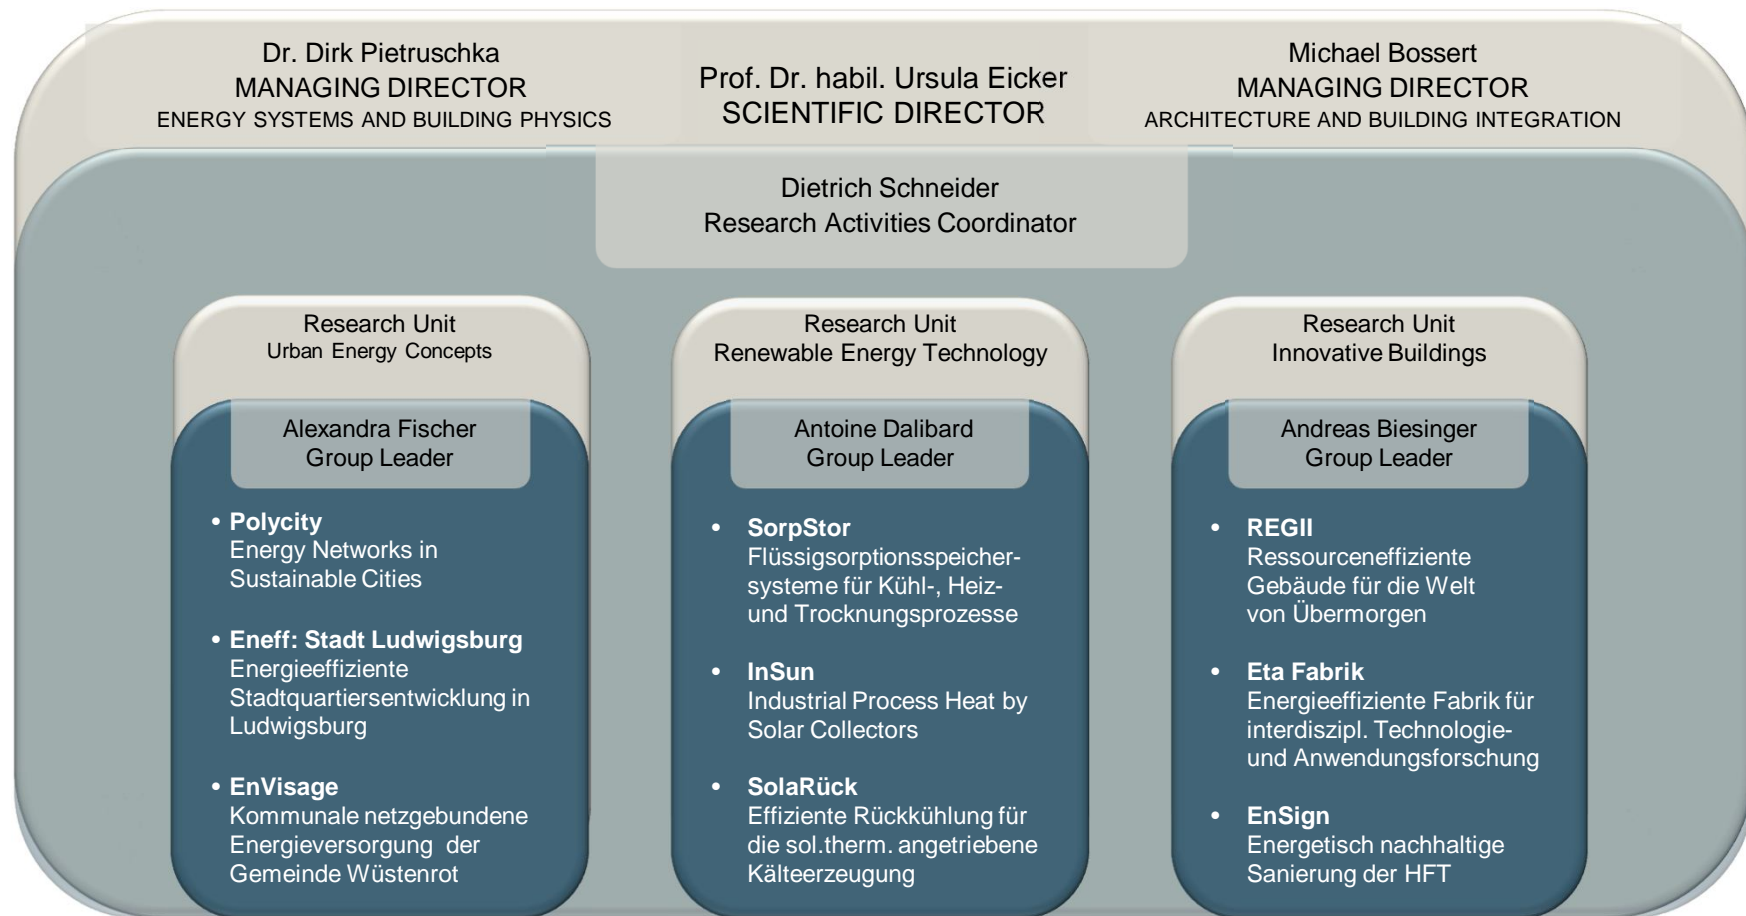 Dr. Dirk Pietruschka
MANAGING DIRECTOR
ENERGY SYSTEMS AND BUILDING PHYSICS
Prof. Dr. habil. Ursula Eicker
SCIENTIFIC DIRECTOR
Michael Bossert
MANAGING DIRECTOR
ARCHITECTURE AND BUILDING INTEGRATION
Dietrich Schneider
Research Activities Coordinator
Research Unit
Urban Energy Concepts
Alexandra Fischer
Group Leader
• Polycity
Energy Networks in
Sustainable Cities
• Eneff: Stadt Ludwigsburg
Energieeffiziente
Stadtquartiersentwicklung in
Ludwigsburg
• EnVisage
Kommunale netzgebundene
Energieversorgung der
Gemeinde Wüstenrot
Research Unit
Renewable Energy Technology
Antoine Dalibard
Group Leader
• SorpStor
Flüssigsorptionsspeicher-
systeme für Kühl-, Heiz-
und Trocknungsprozesse
• InSun
Industrial Process Heat by
Solar Collectors
• SolaRück
Effiziente Rückkühlung für
die sol.therm. angetriebene
Kälteerzeugung
Research Unit
Innovative Buildings
Andreas Biesinger
Group Leader
• REGII
Ressourceneffiziente
Gebäude für die Welt
von Übermorgen
• Eta Fabrik
Energieeffiziente Fabrik für
interdiszipl. Technologie-
und Anwendungsforschung
• EnSign
Energetisch nachhaltige
Sanierung der HFT